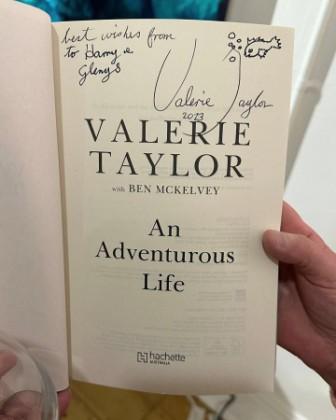 best wishes from
to Harry &
Glenys
Valerie Taylor
2023
VALERIE
TAYLOR
with BEN MCKELVEY
An
Adventurous
Life
hachette
AUSTRALIA